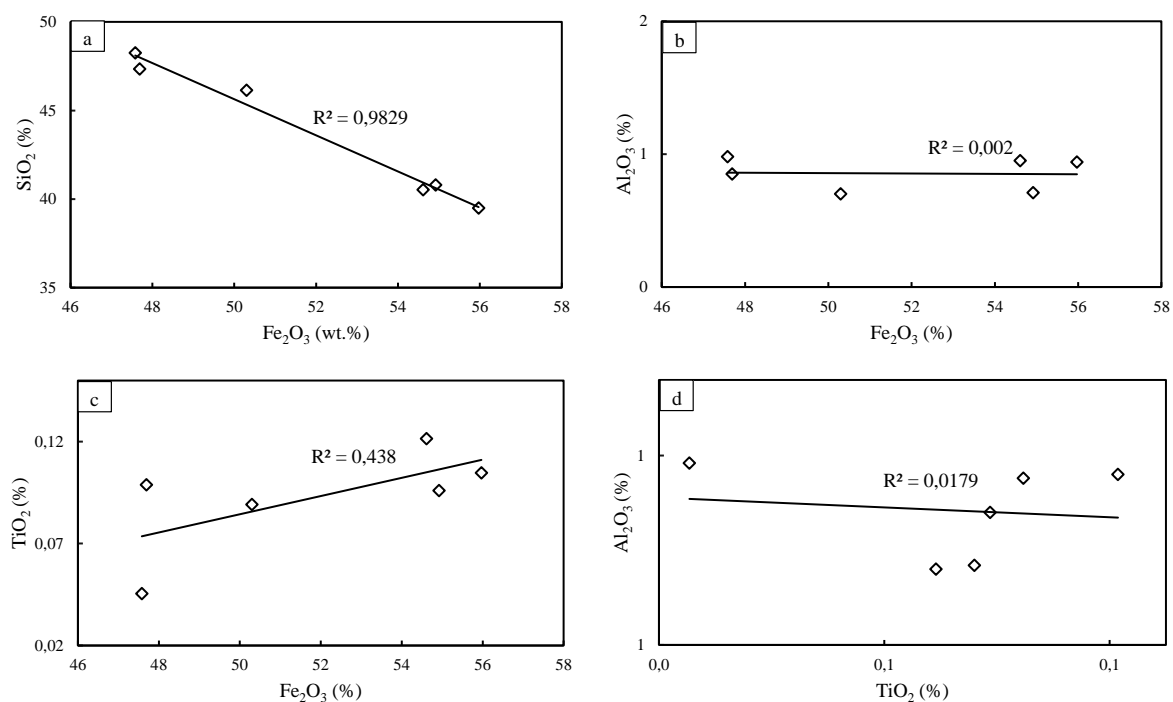 a
50
45
40
35
SiO₂ (%)
R² = 0,9829
46 48 50 52 54 56 58
Fe₂O₃ (wt.%)
b
2
1
0
Al₂O₃ (%)
R² = 0,002
46 48 50 52 54 56 58
Fe₂O₃ (%)
c
0,12
0,07
0,02
TiO₂ (%)
R² = 0,438
46 48 50 52 54 56 58
Fe₂O₃ (%)
d
1
1
Al₂O₃ (%)
R² = 0,0179
0,0 0,1 0,1
TiO₂ (%)